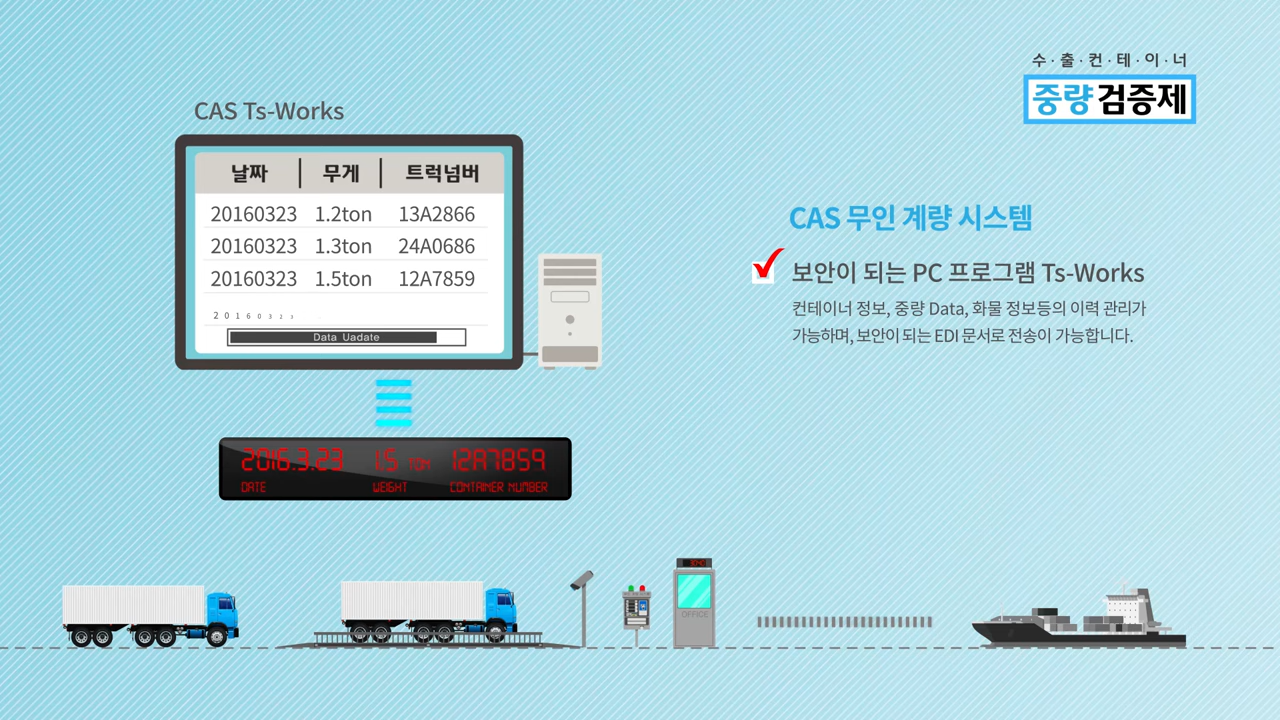 수·출·컨·테·이·너
중량 검증제
CAS Ts-Works
날짜 | 무게 | 트럭넘버
20160323 1.2ton 13A2866
20160323 1.3ton 24A0686
20160323 1.5ton 12A7859
20160323
Data Uadate
CAS 무인 계량 시스템
보안이 되는 PC 프로그램 Ts-Works
컨테이너 정보, 중량 Data, 화물 정보등의 이력 관리가
가능하며, 보안이 되는 EDI 문서로 전송이 가능합니다.
2016.3.23 1.5 TON 12A7859
DATE WEIGHT CONTAINER NUMBER
OFFICE